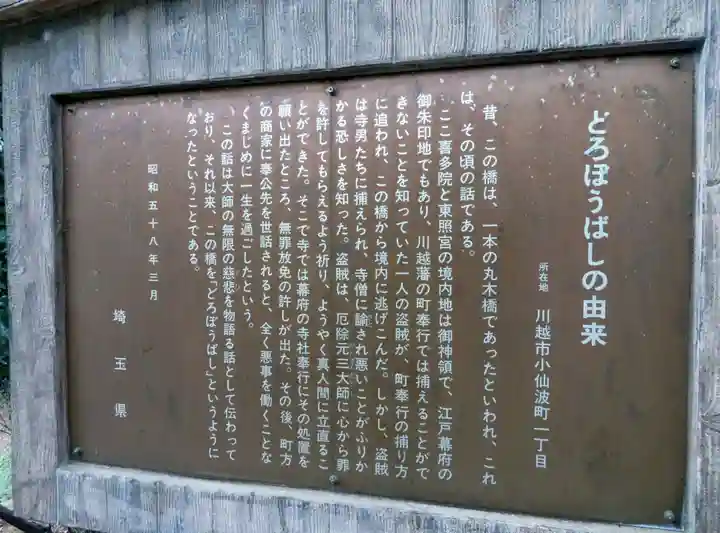 どろぼうばしの由来
所在地　川越市小仙波町一丁目
昔、この橋は、一本の丸木橋であったといわれ、これ
は、その頃の話である。
ここ喜多院と東照宮の境内地は御神領で、江戸幕府の
御朱印地でもあり、川越藩の町奉行では捕えることがで
きないことを知っていた一人の盗賊が、町奉行の捕り方
に追われ、この橋から境内に逃げこんだ。しかし、盗賊
は寺男たちに捕えられ、寺僧に諭され悪いことがふりか
かる恐しさを知った。盗賊は、厄除元三大師に心から罪
を許してもらえるよう祈り、ようやく真人間に立直るこ
とができた。そこで寺では幕府の寺社奉行にその処置を
願い出たところ、無罪放免の許しが出た。その後、町方
の商家に奉公先を世話されると、全く悪事を働くことな
くまじめに一生を過ごしたという。
この話は大師の無限の慈悲を物語る話として伝わって
おり、それ以来、この橋を「どろぼうばし」というように
なったということである。
昭和五十八年三月
埼玉県